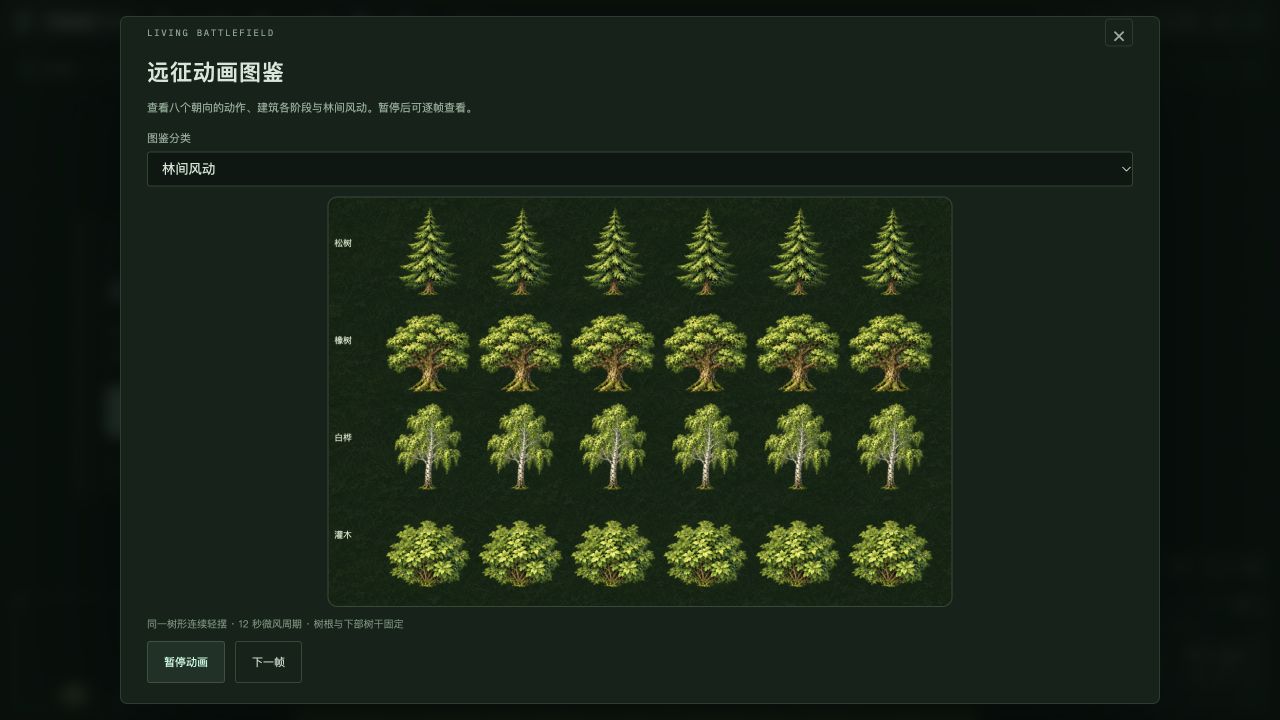 LIVING BATTLEFIELD
远征动画图鉴
查看八个朝向的动作、建筑各阶段与林间风动。暂停后可逐帧查看。
图鉴分类
林间风动
松树
橡树
白桦
灌木
同一树形连续轻摆 · 12 秒微风周期 · 树根与下部树干固定
暂停动画
下一帧